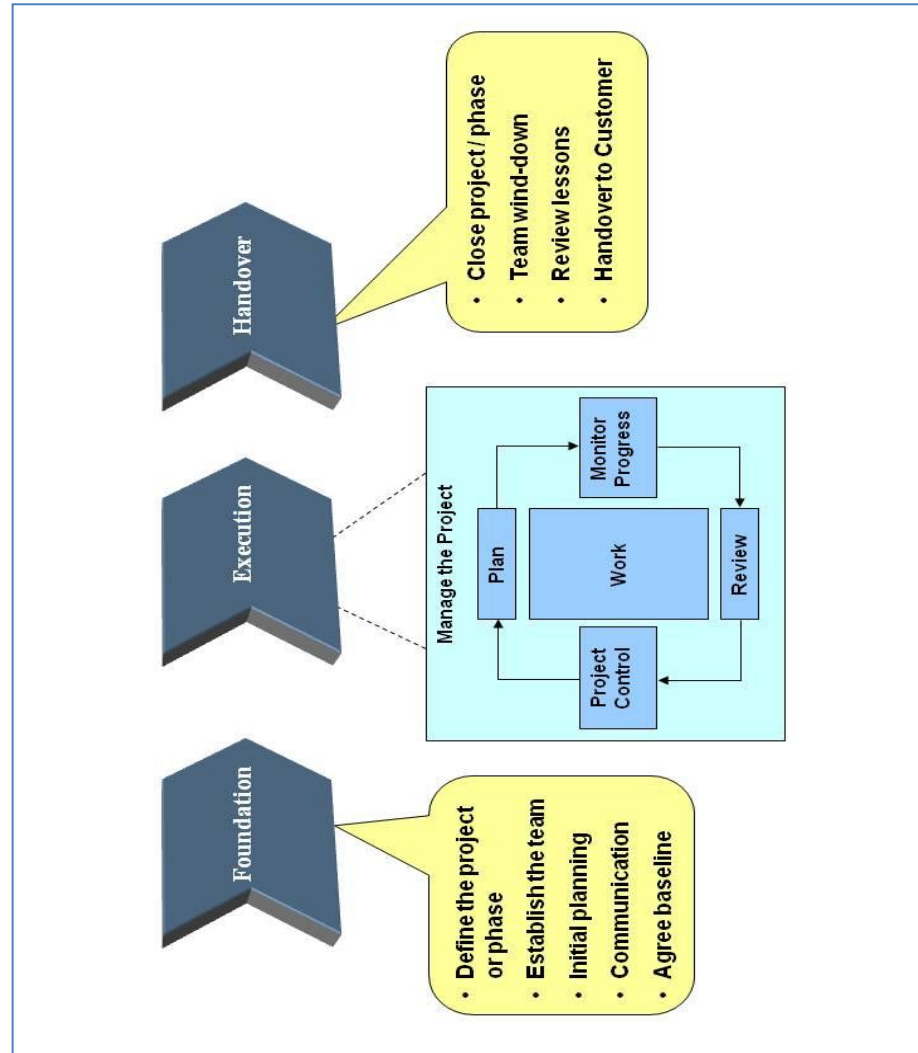 Foundation
Execution
Handover
• Define the project
or phase
• Establish the team
• Initial planning
• Communication
• Agree baseline
Manage the Project
Plan
Project
Control
Work
Monitor
Progress
Review
• Close project / phase
• Team wind-down
• Review lessons
• Handover to Customer